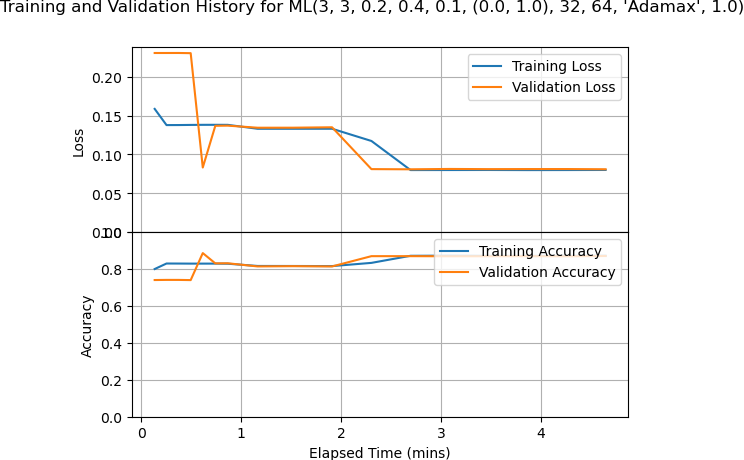 Training and Validation History for ML(3, 3, 0.2, 0.4, 0.1, (0.0, 1.0), 32, 64, 'Adamax', 1.0)
Training Loss
Validation Loss
0.20
0.15
0.10
0.05
0.00
Loss
1.0
0.8
0.6
0.4
0.2
0.0
Accuracy
Training Accuracy
Validation Accuracy
0 1 2 3 4
Elapsed Time (mins)